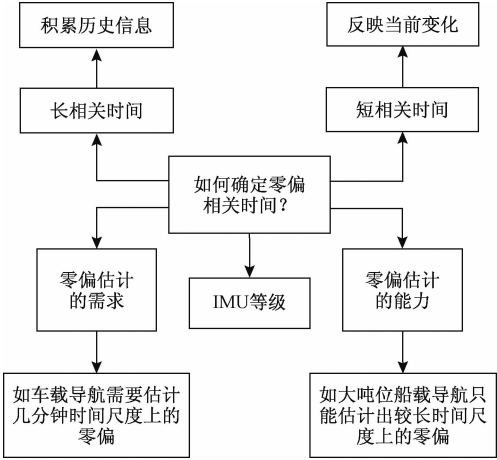 积累历史信息
反映当前变化
长相关时间
短相关时间
如何确定零偏
相关时间？
零偏估计
的需求
IMU等级
零偏估计
的能力
如车载导航需要估计
几分钟时间尺度上的
零偏
如大吨位船载导航只
能估计出较长时间尺
度上的零偏